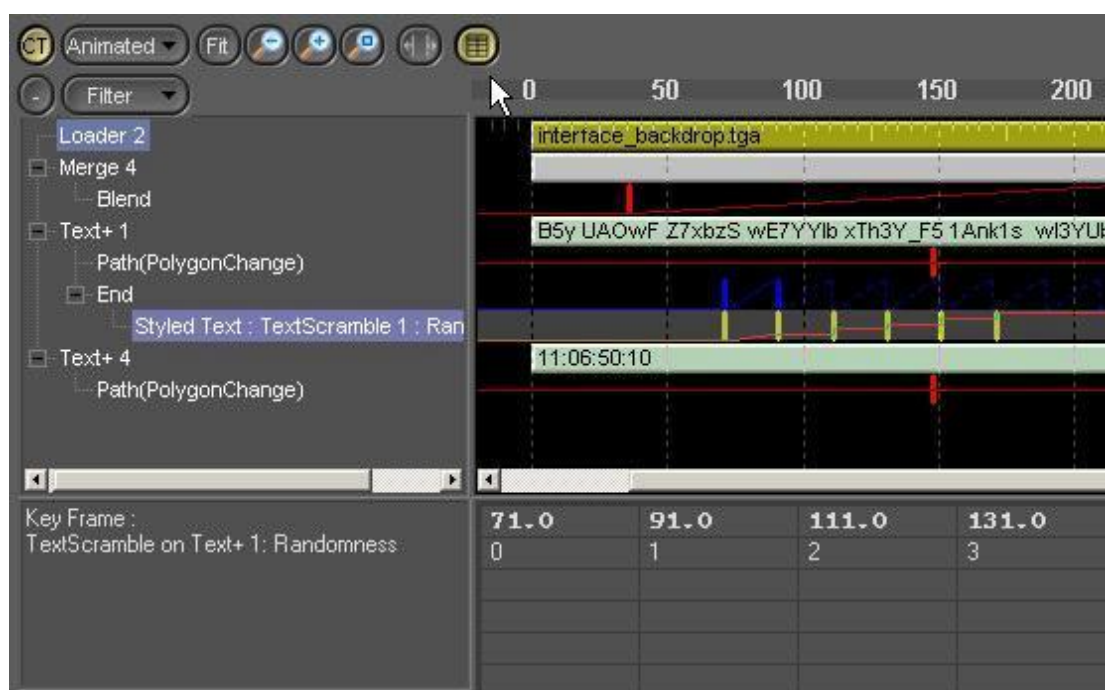 CT Animated Fit
- Filter 0 50 100 150 200
Loader 2 interface_backdrop.tga
Merge 4
Blend
Text+ 1 B5y UAOwF Z7xbzS wE7YYIb xTh3Y_F5 1Ank1s wI3YUb
Path(PolygonChange)
End
Styled Text : TextScramble 1 : Ran
Text+ 4 11:06:50:10
Path(PolygonChange)
Key Frame : 71.0 91.0 111.0 131.0
TextScramble on Text+ 1: Randomness 0 1 2 3